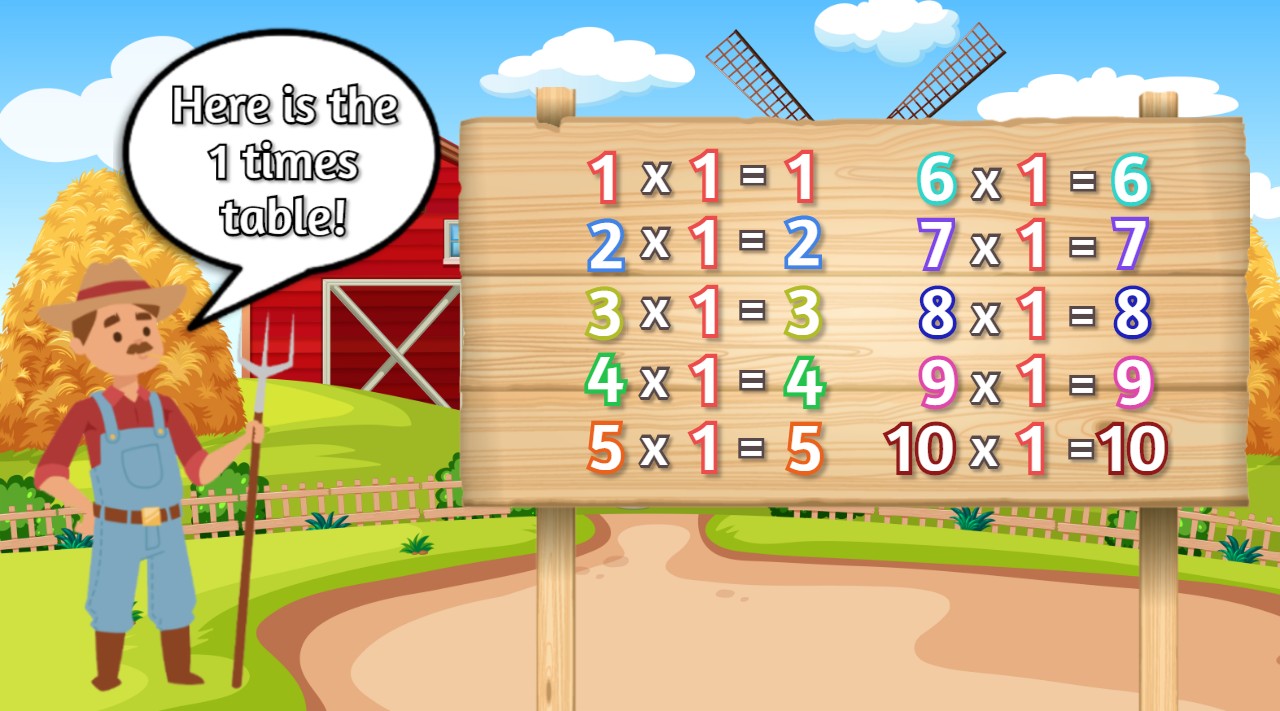 Here is the
1 times
table!
1 x 1 = 1
2 x 1 = 2
3 x 1 = 3
4 x 1 = 4
5 x 1 = 5
6 x 1 = 6
7 x 1 = 7
8 x 1 = 8
9 x 1 = 9
10 x 1 =10